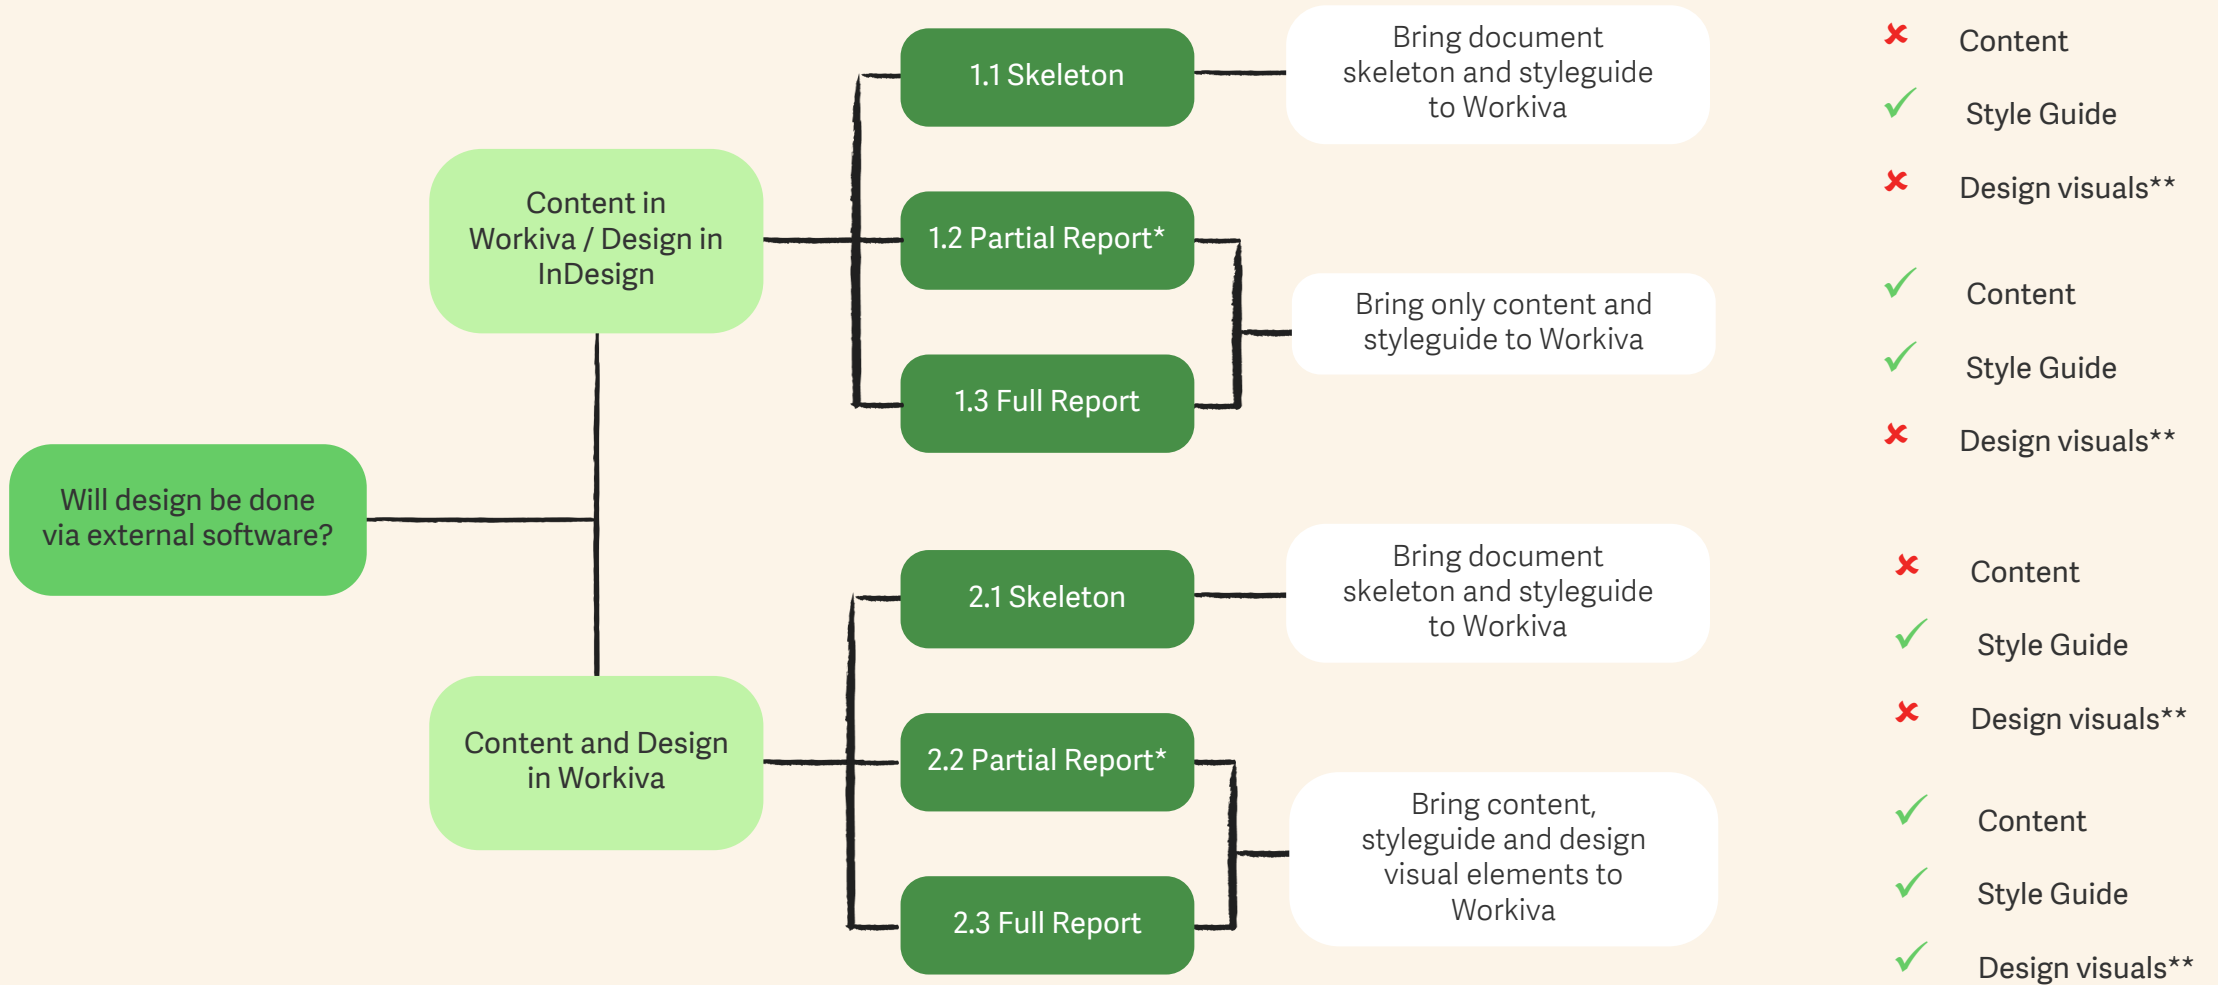 Will design be done
via external software?
Content in
Workiva / Design in
InDesign
1.1 Skeleton
Bring document
skeleton and styleguide
to Workiva
✘ Content
✓ Style Guide
✘ Design visuals**
1.2 Partial Report*
1.3 Full Report
Bring only content and
styleguide to Workiva
✓ Content
✓ Style Guide
✘ Design visuals**
Content and Design
in Workiva
2.1 Skeleton
Bring document
skeleton and styleguide
to Workiva
✘ Content
✓ Style Guide
✘ Design visuals**
2.2 Partial Report*
2.3 Full Report
Bring content,
styleguide and design
visual elements to
Workiva
✓ Content
✓ Style Guide
✓ Design visuals**